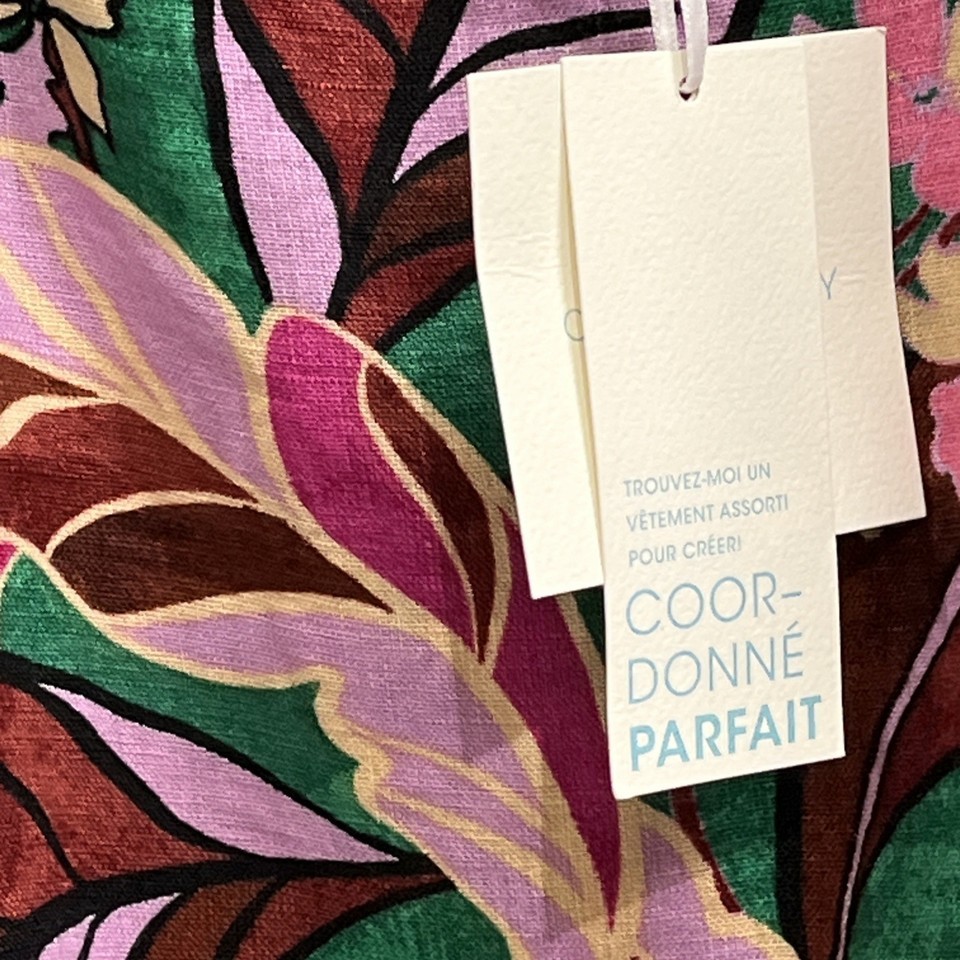 TROUVEZ-MOI UN
VÊTEMENT ASSORTI
POUR CRÉER!
COOR-
DONNÉ
PARFAIT